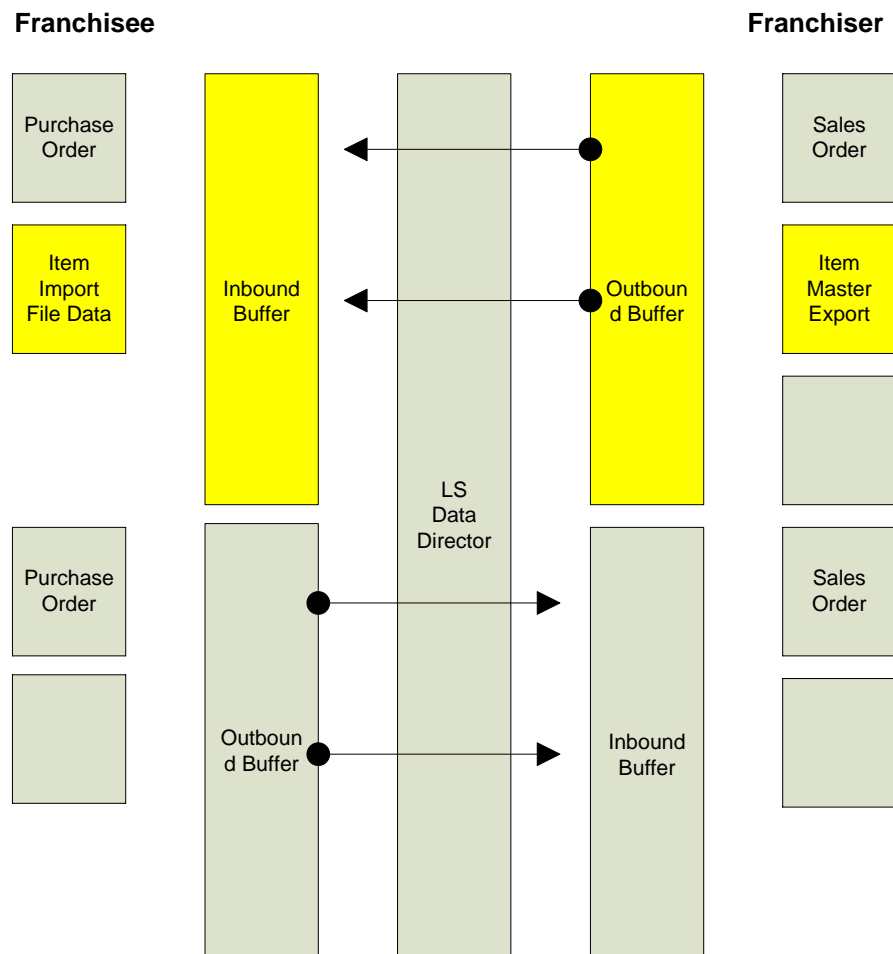 Franchisee
Franchiser
Purchase
Order
Sales
Order
Item
Import
File Data
Inbound
Buffer
Outboun
d Buffer
Item
Master
Export
LS
Data
Director
Purchase
Order
Sales
Order
Outboun
d Buffer
Inbound
Buffer